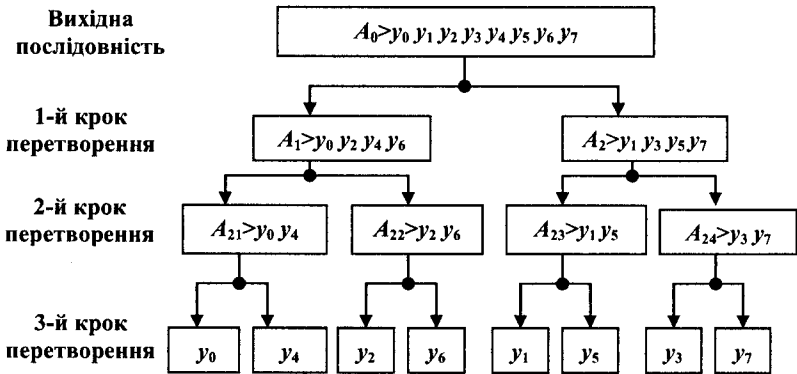 Вихідна
послідовність
A₀>y₀ y₁ y₂ y₃ y₄ y₅ y₆ y₇
1-й крок
перетворення
A₁>y₀ y₂ y₄ y₆
A₂>y₁ y₃ y₅ y₇
2-й крок
перетворення
A₂₁>y₀ y₄
A₂₂>y₂ y₆
A₂₃>y₁ y₅
A₂₄>y₃ y₇
3-й крок
перетворення
y₀
y₄
y₂
y₆
y₁
y₅
y₃
y₇